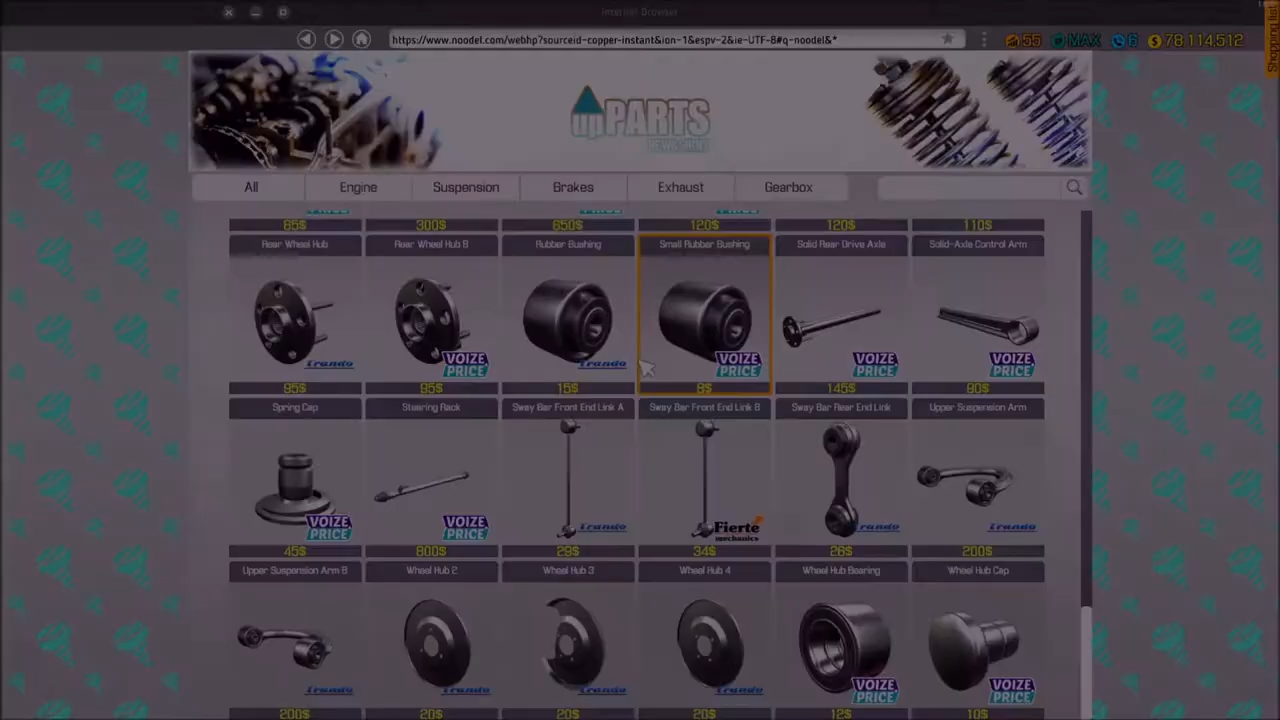 Internet Browser
https://www.noodel.com/webhp?sourceid-copper-instant&ion-1&espv-2&ie-UTF-8#q-noodel&*
55 MAX 6 78 114,512
Shopping list
upPARTS
All Engine Suspension Brakes Exhaust Gearbox
65$ 300$ 650$ 120$ 120$ 110$
Rear Wheel Hub Rear Wheel Hub B Rubber Bushing Small Rubber Bushing Solid Rear Drive Axle Solid-Axle Control Arm
Trando VOIZE PRICE Trando VOIZE PRICE VOIZE PRICE VOIZE PRICE
95$ 95$ 15$ 8$ 145$ 90$
Spring Cap Steering Rack Sway Bar Front End Link A Sway Bar Front End Link B Sway Bar Rear End Link Upper Suspension Arm
VOIZE PRICE VOIZE PRICE Trando Fierté mechanics Trando Trando
45$ 800$ 29$ 34$ 26$ 200$
Upper Suspension Arm B Wheel Hub 2 Wheel Hub 3 Wheel Hub 4 Wheel Hub Bearing Wheel Hub Cap
Trando Trando Trando Trando VOIZE PRICE VOIZE PRICE
200$ 20$ 20$ 20$ 12$ 10$